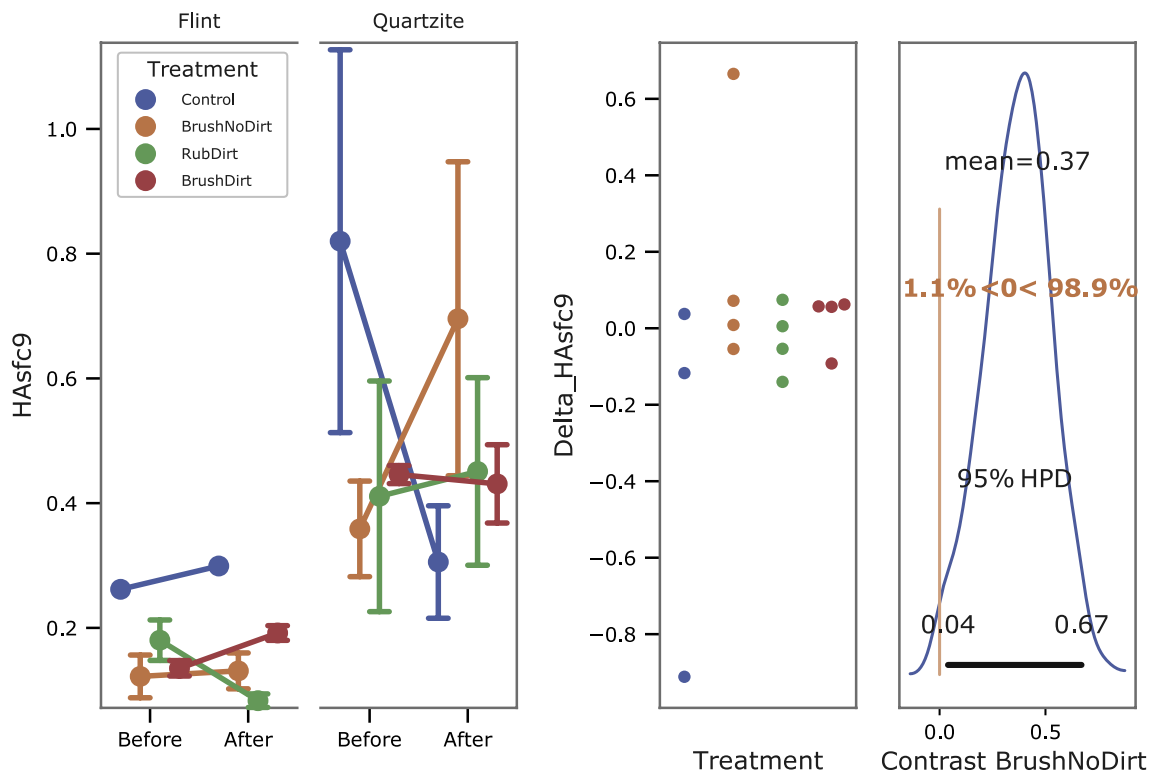 Flint
Quartzite
HAsfc9
1.0
0.8
0.6
0.4
0.2
Treatment
Control
BrushNoDirt
RubDirt
BrushDirt
Before
After
Before
After
Delta_HAsfc9
0.6
0.4
0.2
0.0
−0.2
−0.4
−0.6
−0.8
Treatment
mean=0.37
1.1% <0< 98.9%
95% HPD
0.04
0.67
0.0
0.5
Contrast BrushNoDirt